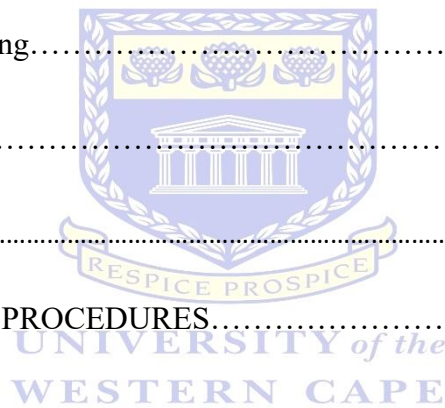 ng……………………………………
……………………………………
..........................................................
RESPICE PROSPICE
PROCEDURES…………………
UNIVERSITY of the
WESTERN CAPE